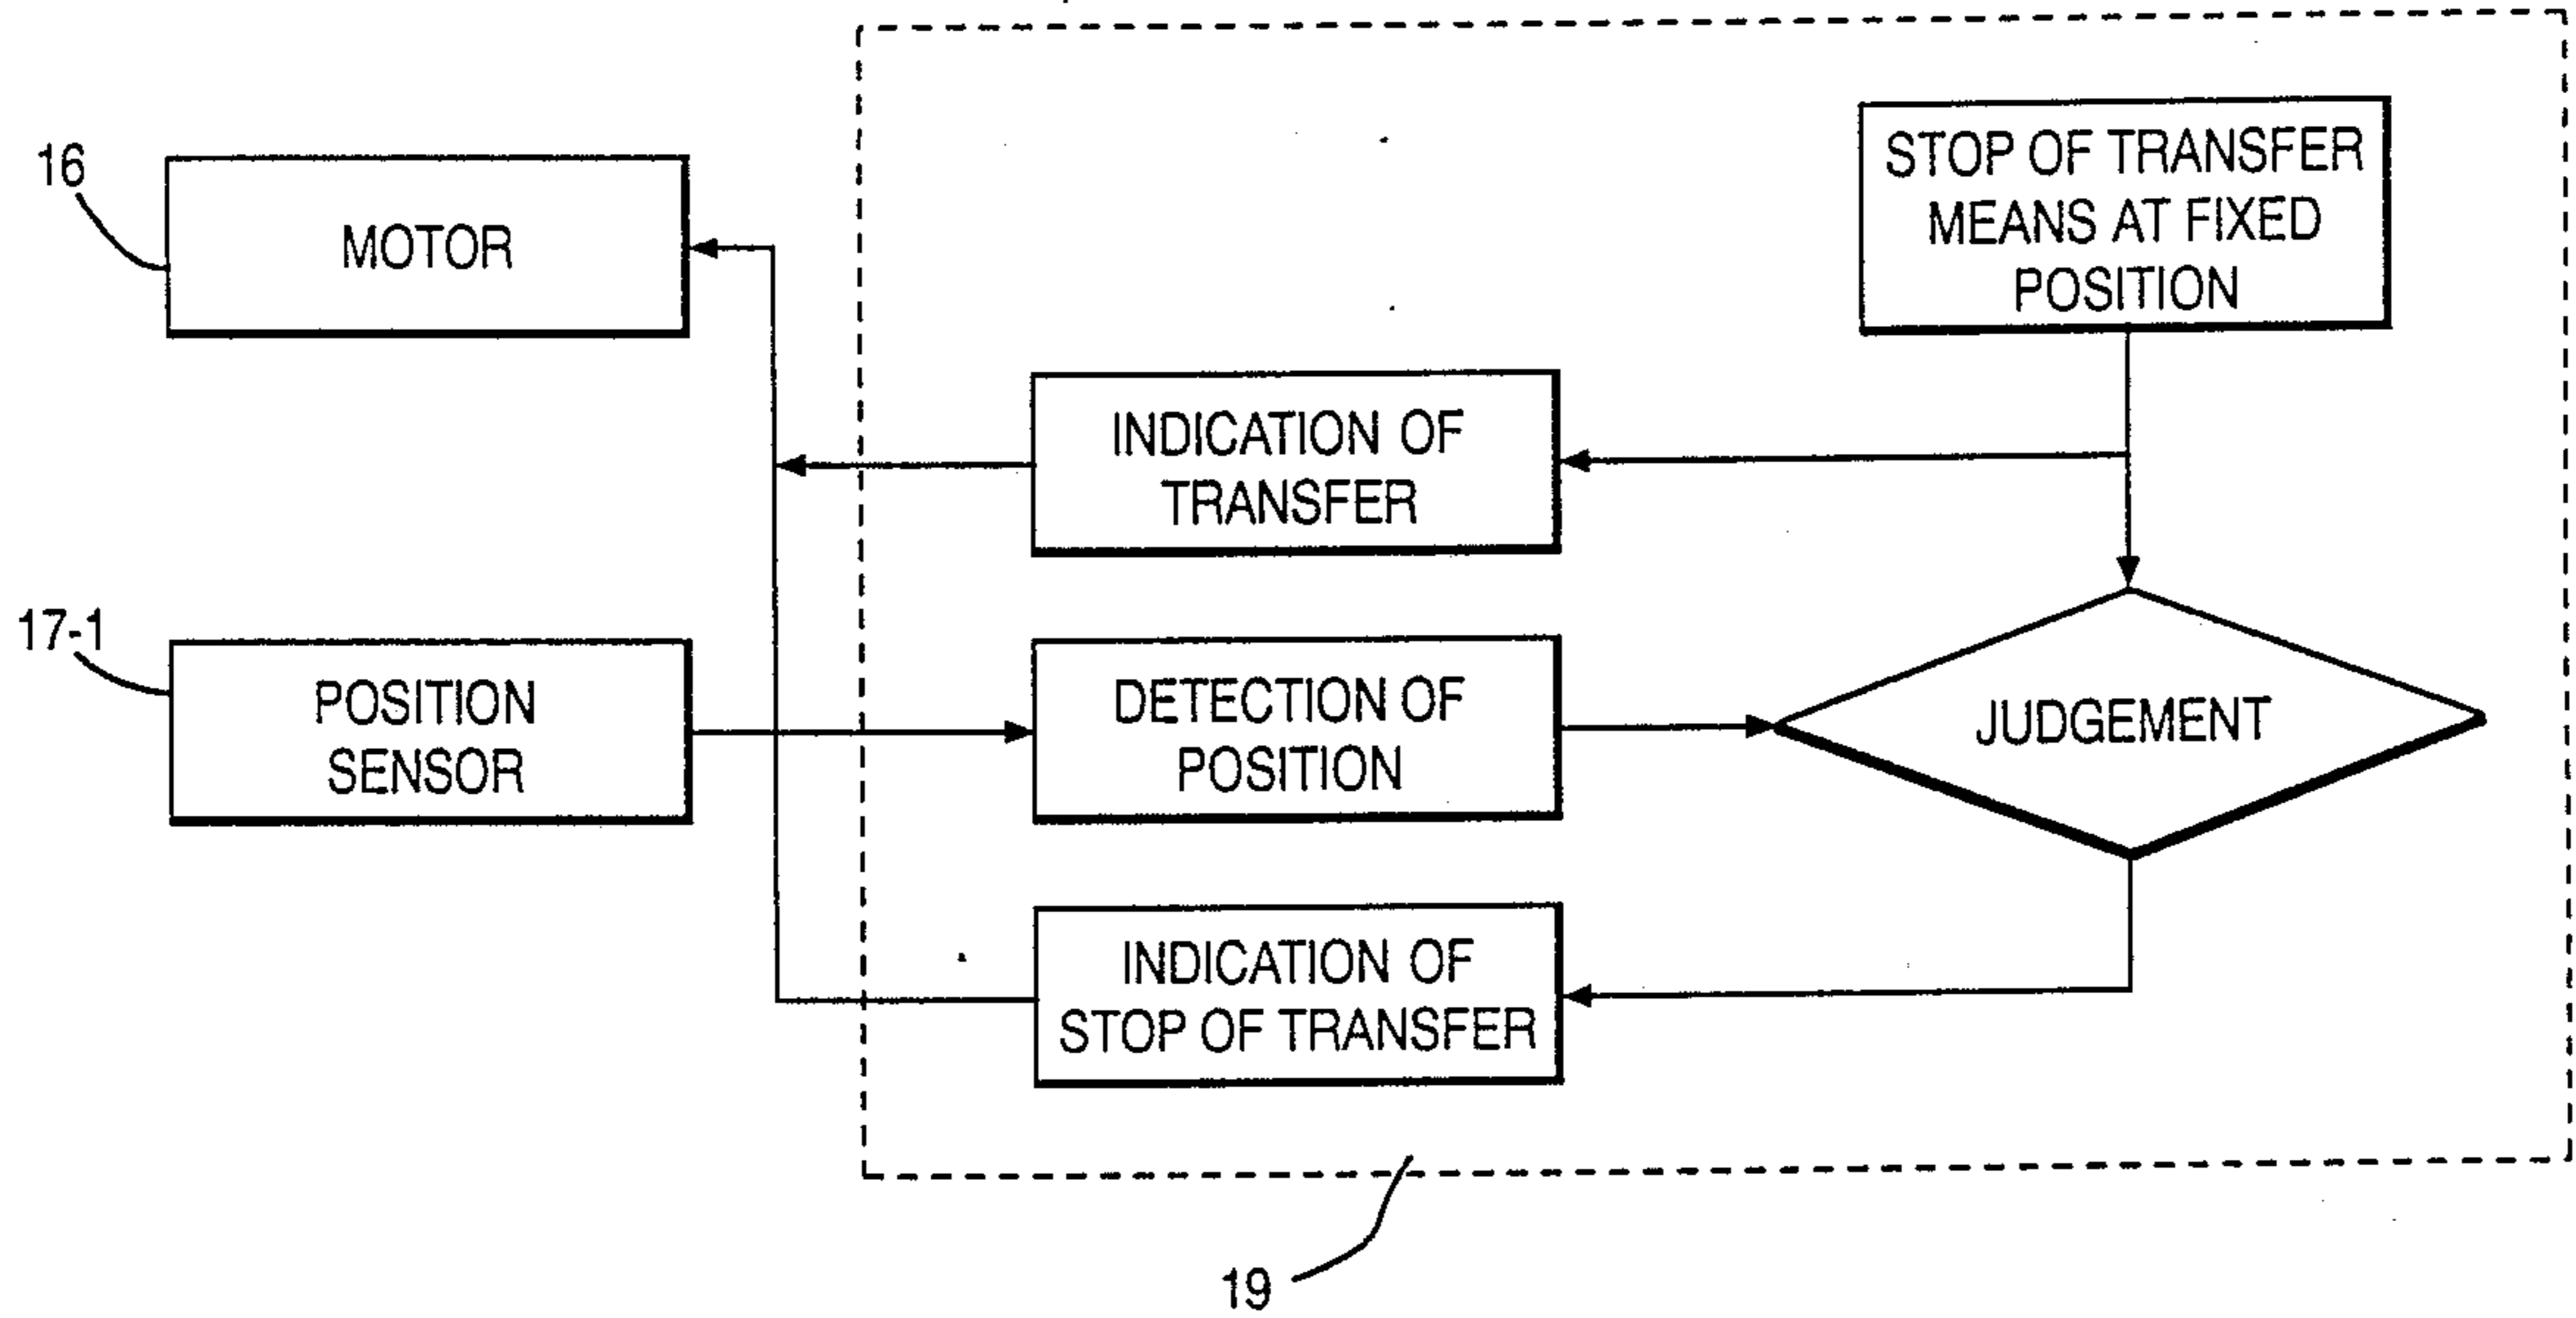 16
MOTOR
STOP OF TRANSFER
MEANS AT FIXED
POSITION
INDICATION OF
TRANSFER
17-1
POSITION
SENSOR
DETECTION OF
POSITION
JUDGEMENT
INDICATION OF
STOP OF TRANSFER
19